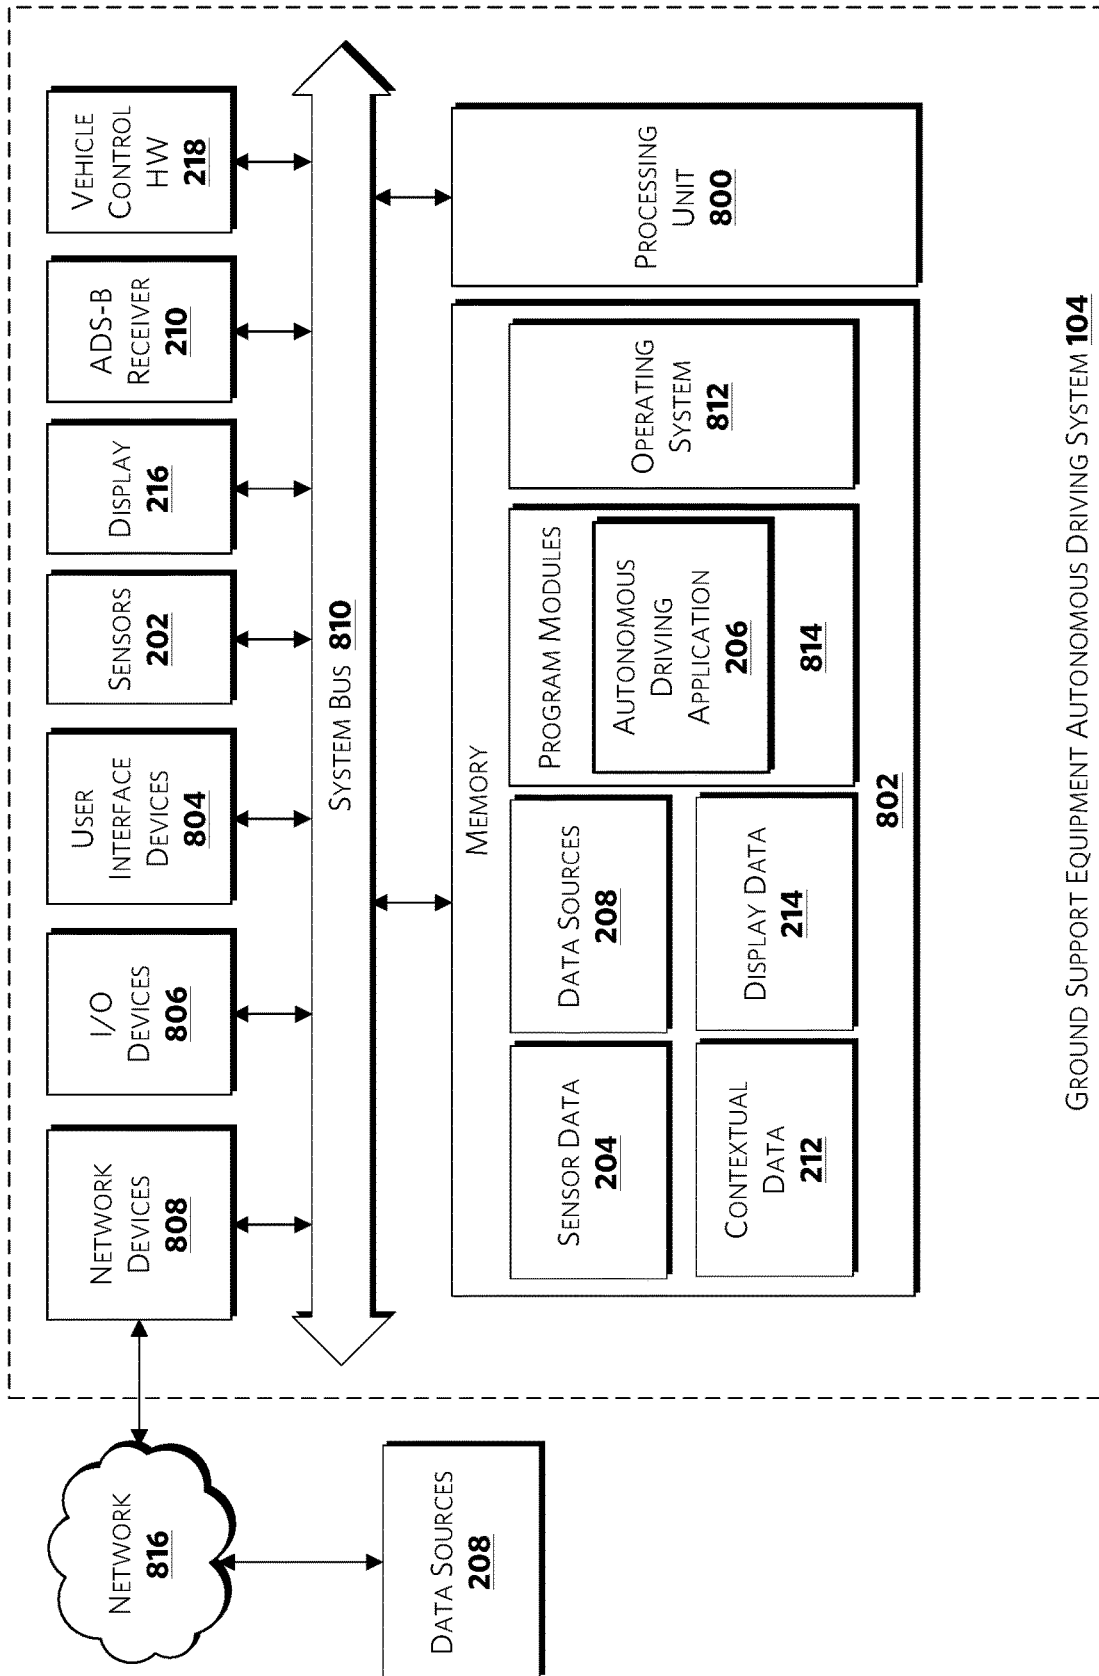 NETWORK
816
DATA SOURCES
208
NETWORK
DEVICES
808
I/O
DEVICES
806
USER
INTERFACE
DEVICES
804
SENSORS
202
DISPLAY
216
ADS-B
RECEIVER
210
VEHICLE
CONTROL
HW
218
SYSTEM BUS 810
MEMORY
SENSOR DATA
204
DATA SOURCES
208
CONTEXTUAL
DATA
212
DISPLAY DATA
214
PROGRAM MODULES
AUTONOMOUS
DRIVING
APPLICATION
206
814
OPERATING
SYSTEM
812
802
PROCESSING
UNIT
800
GROUND SUPPORT EQUIPMENT AUTONOMOUS DRIVING SYSTEM 104